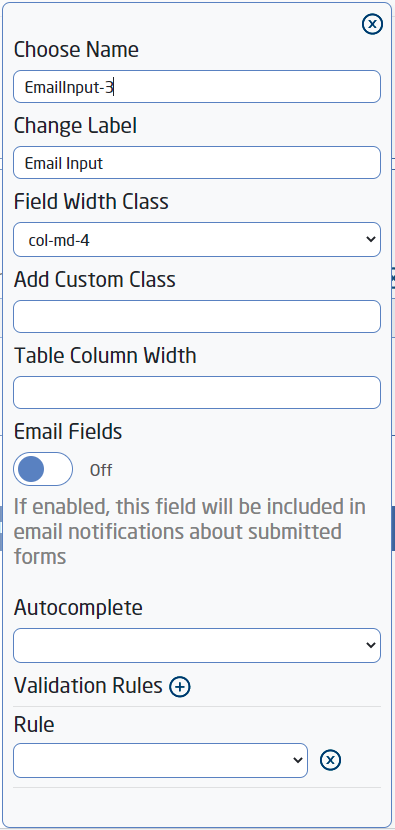 Choose Name
EmailInput-3
Change Label
Email Input
Field Width Class
col-md-4
Add Custom Class
Table Column Width
Email Fields
Off
If enabled, this field will be included in
email notifications about submitted
forms
Autocomplete
Validation Rules
Rule